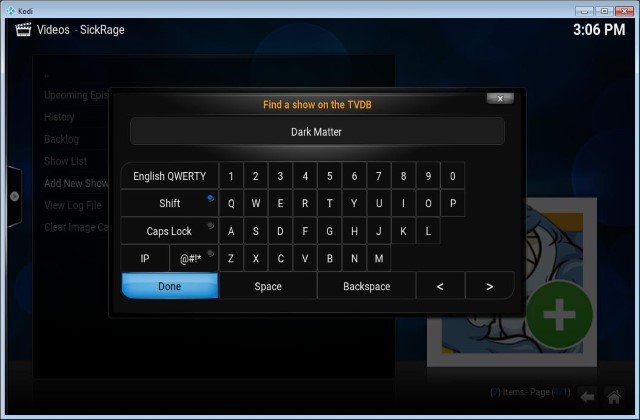 Kodi
Videos - SickRage
3:06 PM
..
Upcoming Epis
History
Backlog
Show List
Add New Show
View Log File
Clear Image Ca
Find a show on the TVDB
Dark Matter
English QWERTY 1 2 3 4 5 6 7 8 9 0
Shift Q W E R T Y U I O P
Caps Lock A S D F G H J K L
IP @#!* Z X C V B N M
Done Space Backspace < >
(7) Items - Page (1/1)